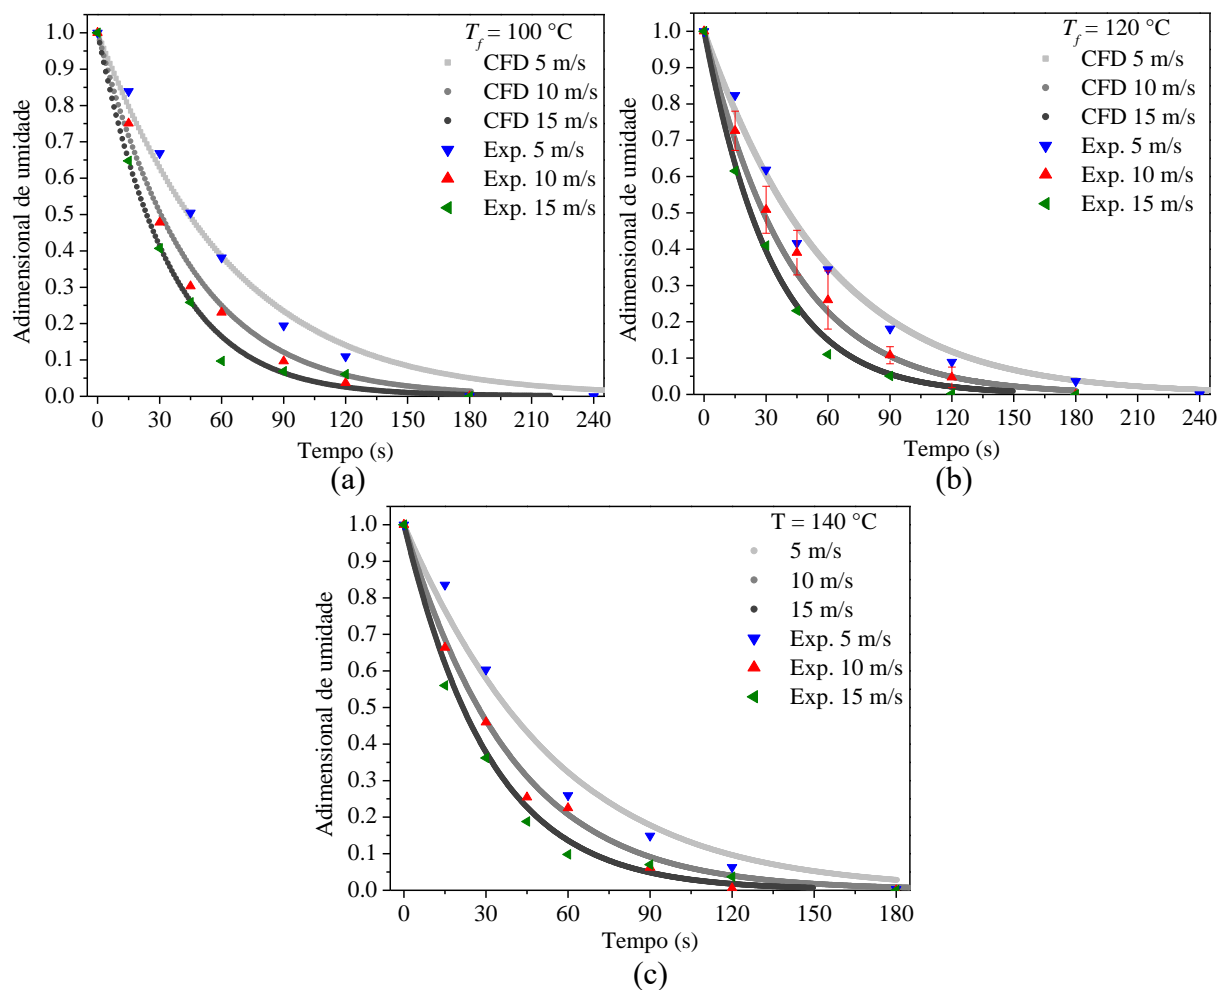 T_f = 100 °C
CFD 5 m/s
CFD 10 m/s
CFD 15 m/s
Exp. 5 m/s
Exp. 10 m/s
Exp. 15 m/s
Adimensional de umidade
1.0
0.9
0.8
0.7
0.6
0.5
0.4
0.3
0.2
0.1
0.0
0 30 60 90 120 150 180 210 240
Tempo (s)
(a)
T_f = 120 °C
CFD 5 m/s
CFD 10 m/s
CFD 15 m/s
Exp. 5 m/s
Exp. 10 m/s
Exp. 15 m/s
Adimensional de umidade
1.0
0.9
0.8
0.7
0.6
0.5
0.4
0.3
0.2
0.1
0.0
0 30 60 90 120 150 180 210 240
Tempo (s)
(b)
T = 140 °C
5 m/s
10 m/s
15 m/s
Exp. 5 m/s
Exp. 10 m/s
Exp. 15 m/s
Adimensional de umidade
1.0
0.9
0.8
0.7
0.6
0.5
0.4
0.3
0.2
0.1
0.0
0 30 60 90 120 150 180
Tempo (s)
(c)